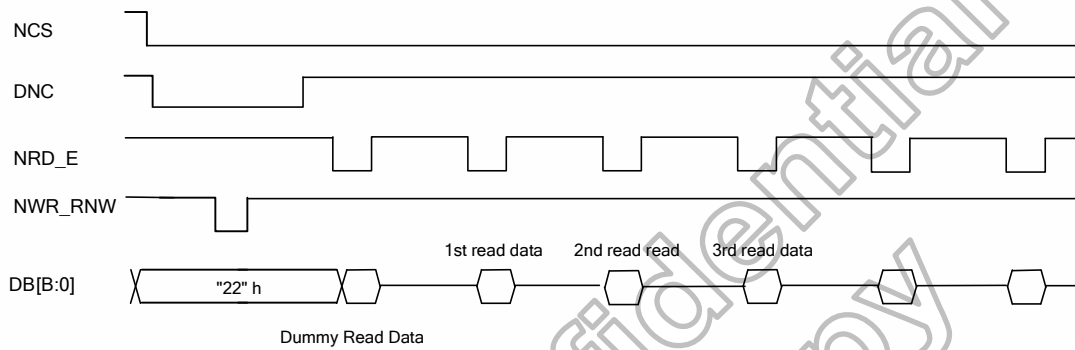 NCS
DNC
NRD_E
NWR_RNW
1st read data 2nd read read 3rd read data
DB[B:0] "22" h
Dummy Read Data